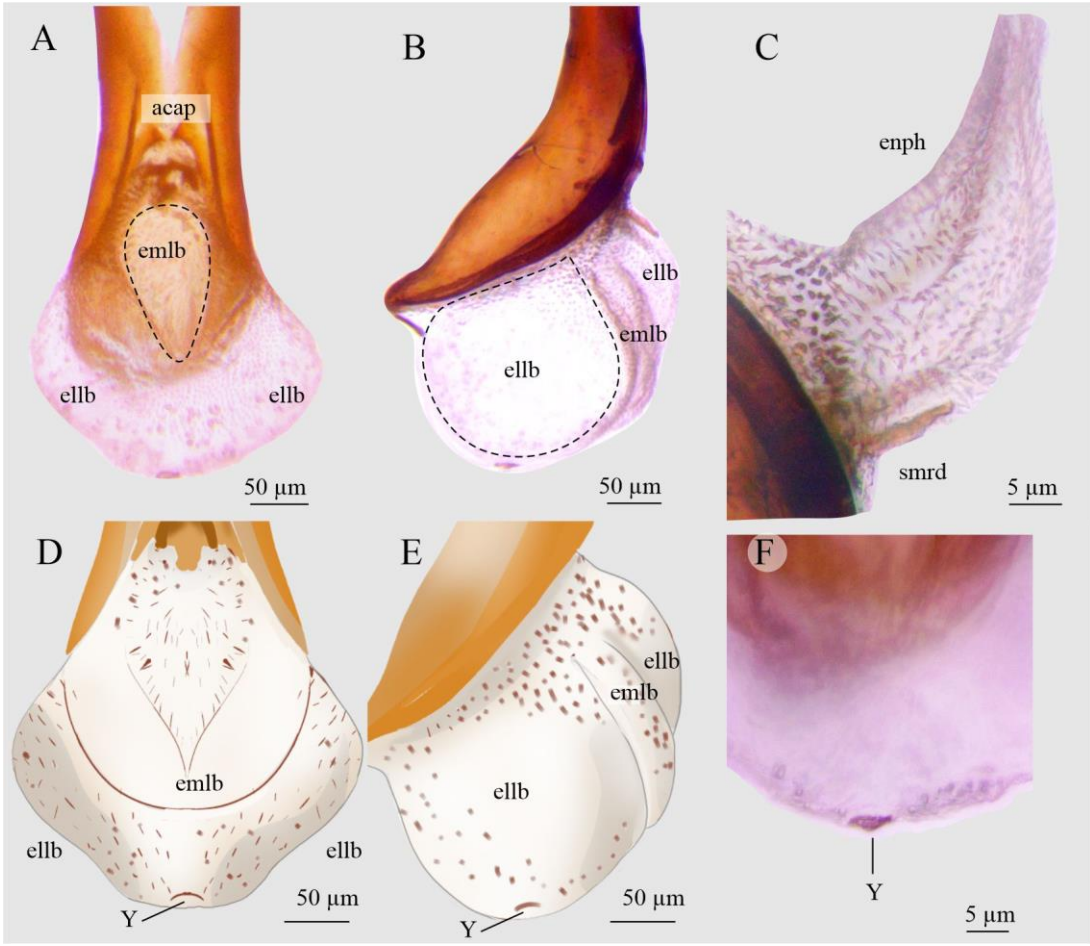 A
acap
emlb
ellb
ellb
50 µm
B
ellb
emlb
ellb
50 µm
C
enph
smrd
5 µm
D
emlb
ellb
ellb
Y
50 µm
E
ellb
emlb
ellb
Y
50 µm
F
Y
5 µm